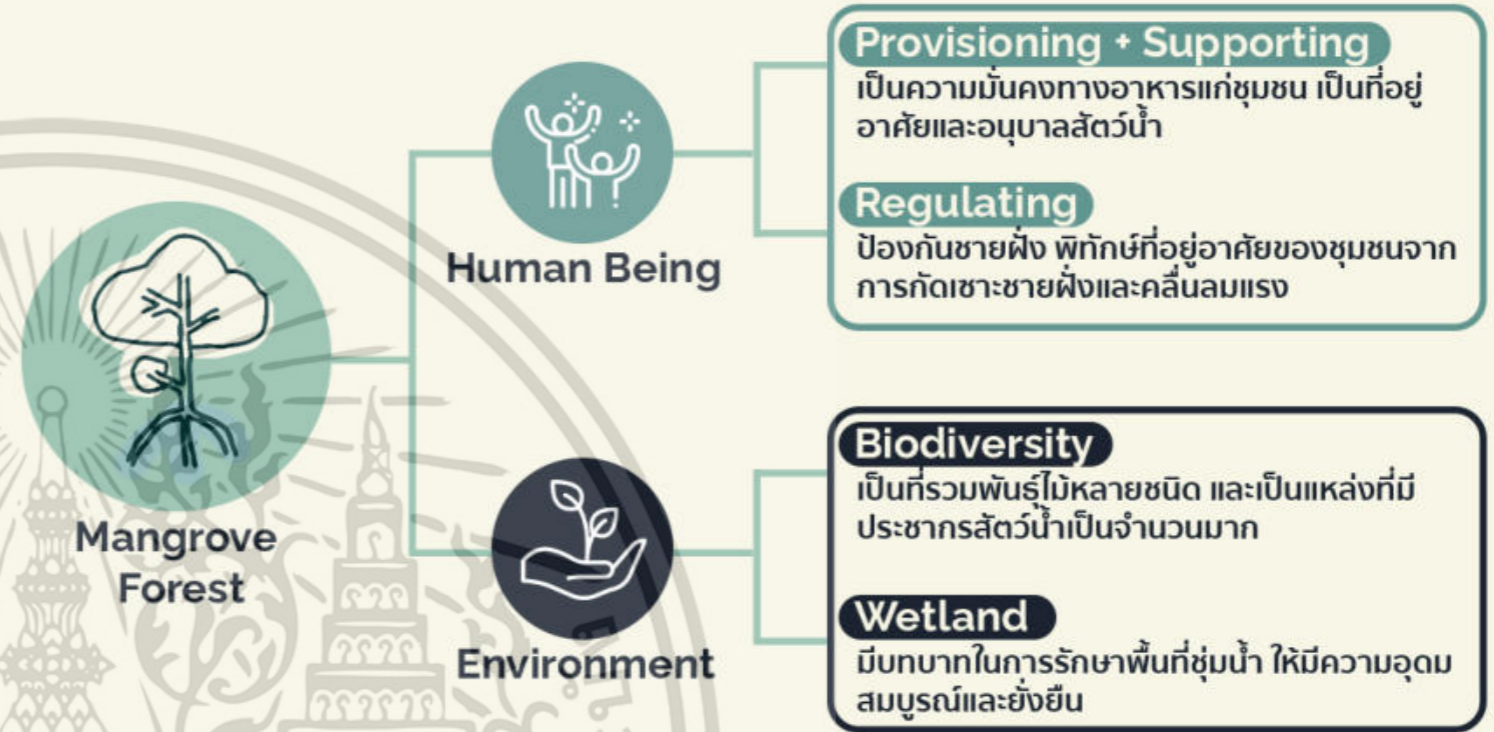 Provisioning + Supporting
เป็นความมั่นคงทางอาหารแก่ชุมชน เป็นที่อยู่
อาศัยและอนุบาลสัตว์น้ำ
Regulating
ป้องกันชายฝั่ง พิทักษ์ที่อยู่อาศัยของชุมชนจาก
การกัดเซาะชายฝั่งและคลื่นลมแรง
Human Being
Mangrove
Forest
Biodiversity
เป็นที่รวมพันธุ์ไม้หลายชนิด และเป็นแหล่งที่มี
ประชากรสัตว์น้ำเป็นจำนวนมาก
Wetland
มีบทบาทในการรักษาพื้นที่ชุ่มน้ำ ให้มีความอุดม
สมบูรณ์และยั่งยืน
Environment